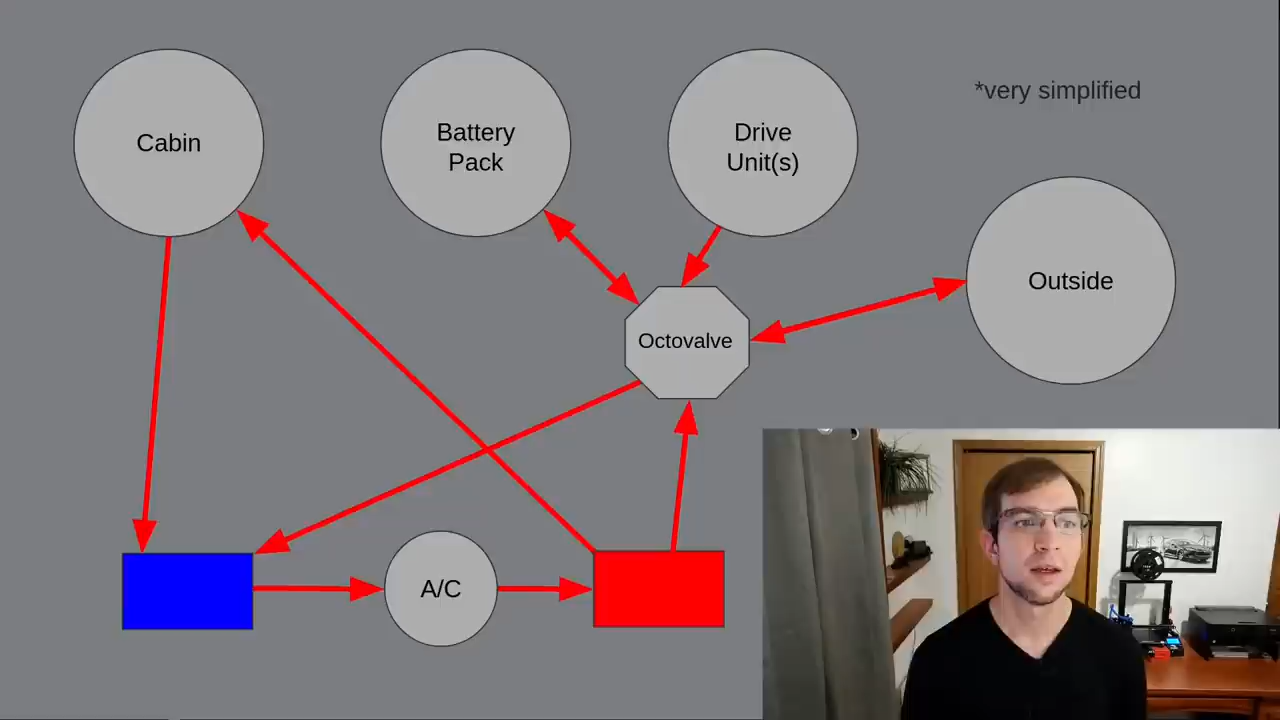 Cabin
Battery
Pack
Drive
Unit(s)
*very simplified
Outside
Octovalve
A/C